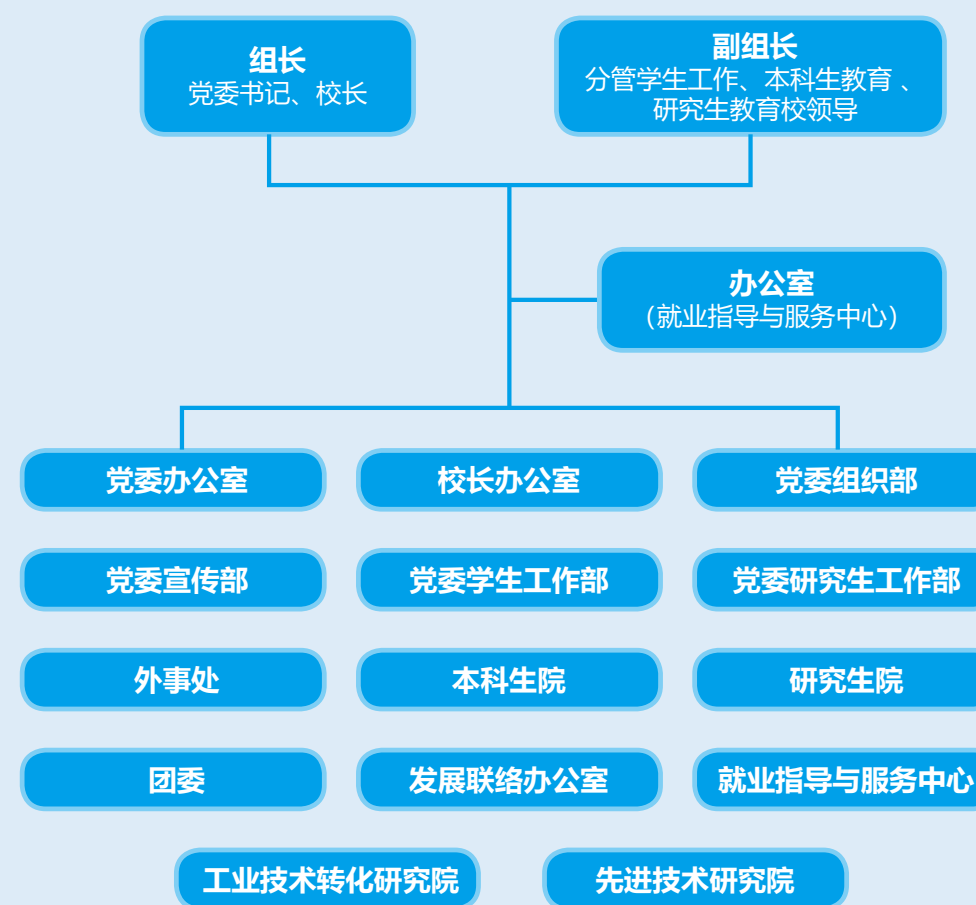 组长
党委书记、校长
副组长
分管学生工作、本科生教育、
研究生教育校领导
办公室
（就业指导与服务中心）
党委办公室
校长办公室
党委组织部
党委宣传部
党委学生工作部
党委研究生工作部
外事处
本科生院
研究生院
团委
发展联络办公室
就业指导与服务中心
工业技术转化研究院
先进技术研究院